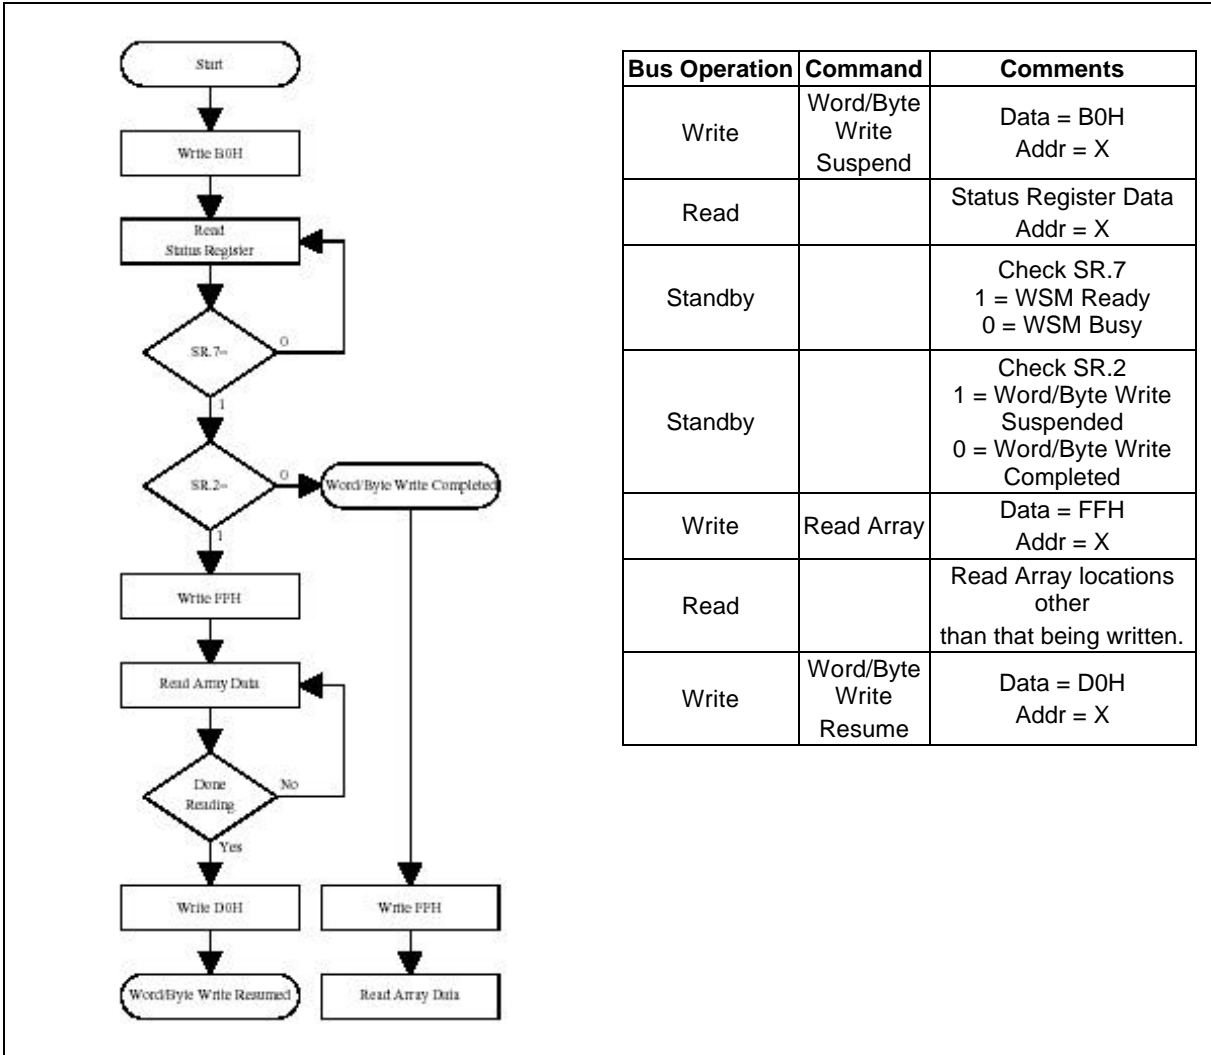 Start
Write B0H
Read
Status Register
0
SR.7=
1
SR.2=
0
Word/Byte Write Completed
1
Write FFH
Read Array Data
Done
Reading
No
Yes
Write D0H
Write FFH
Word/Byte Write Resumed
Read Array Data
Bus Operation Command Comments
Write
Word/Byte
Write
Suspend
Data = B0H
Addr = X
Read
Status Register Data
Addr = X
Standby
Check SR.7
1 = WSM Ready
0 = WSM Busy
Standby
Check SR.2
1 = Word/Byte Write
Suspended
0 = Word/Byte Write
Completed
Write
Read Array
Data = FFH
Addr = X
Read
Read Array locations
other
than that being written.
Write
Word/Byte
Write
Resume
Data = D0H
Addr = X